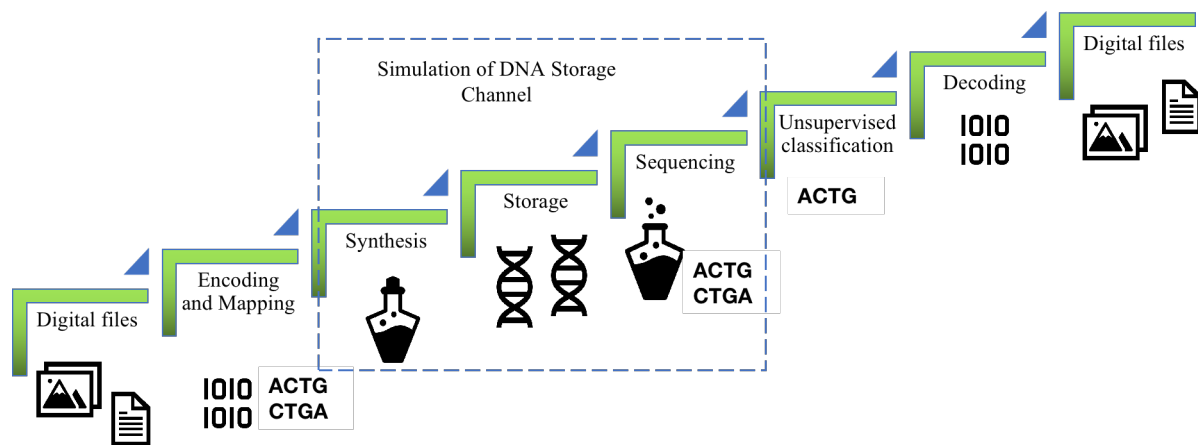 Simulation of DNA Storage
Channel
Digital files
Encoding
and Mapping
1010
1010
ACTG
CTGA
Synthesis
Storage
Sequencing
ACTG
CTGA
Unsupervised
classification
ACTG
Decoding
1010
1010
Digital files